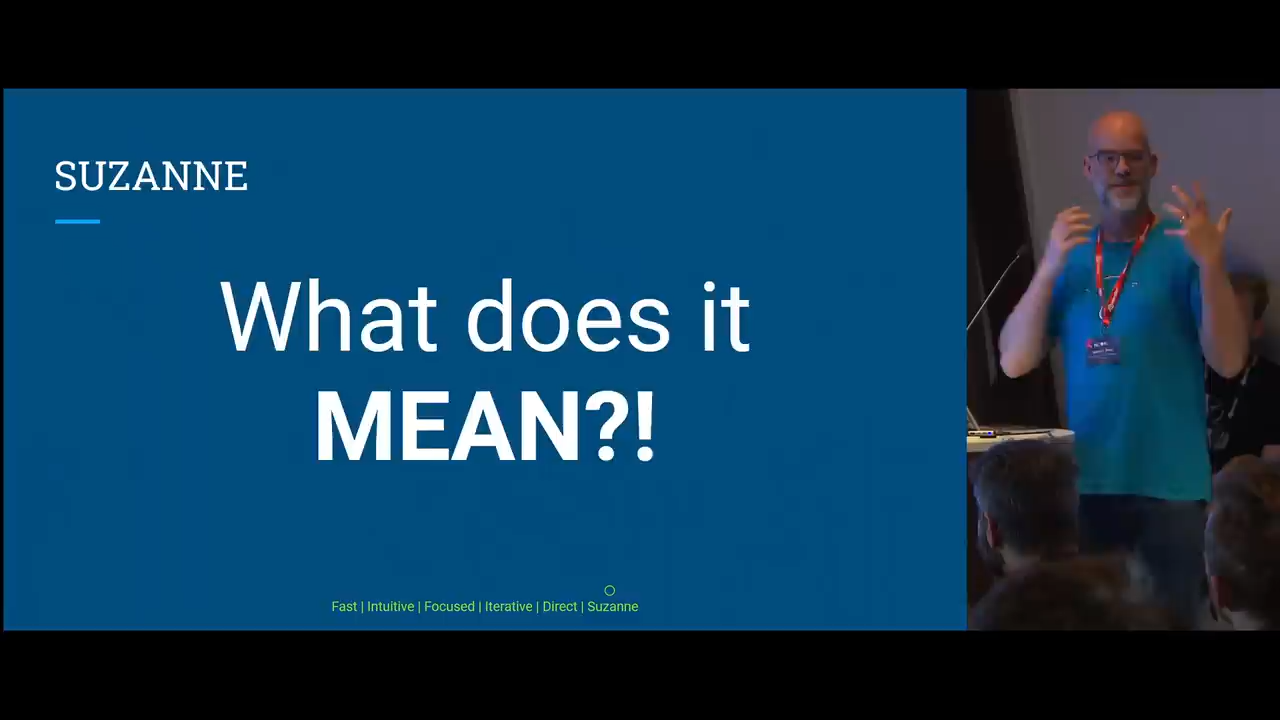 SUZANNE
What does it
MEAN?!
Fast | Intuitive | Focused | Iterative | Direct | Suzanne